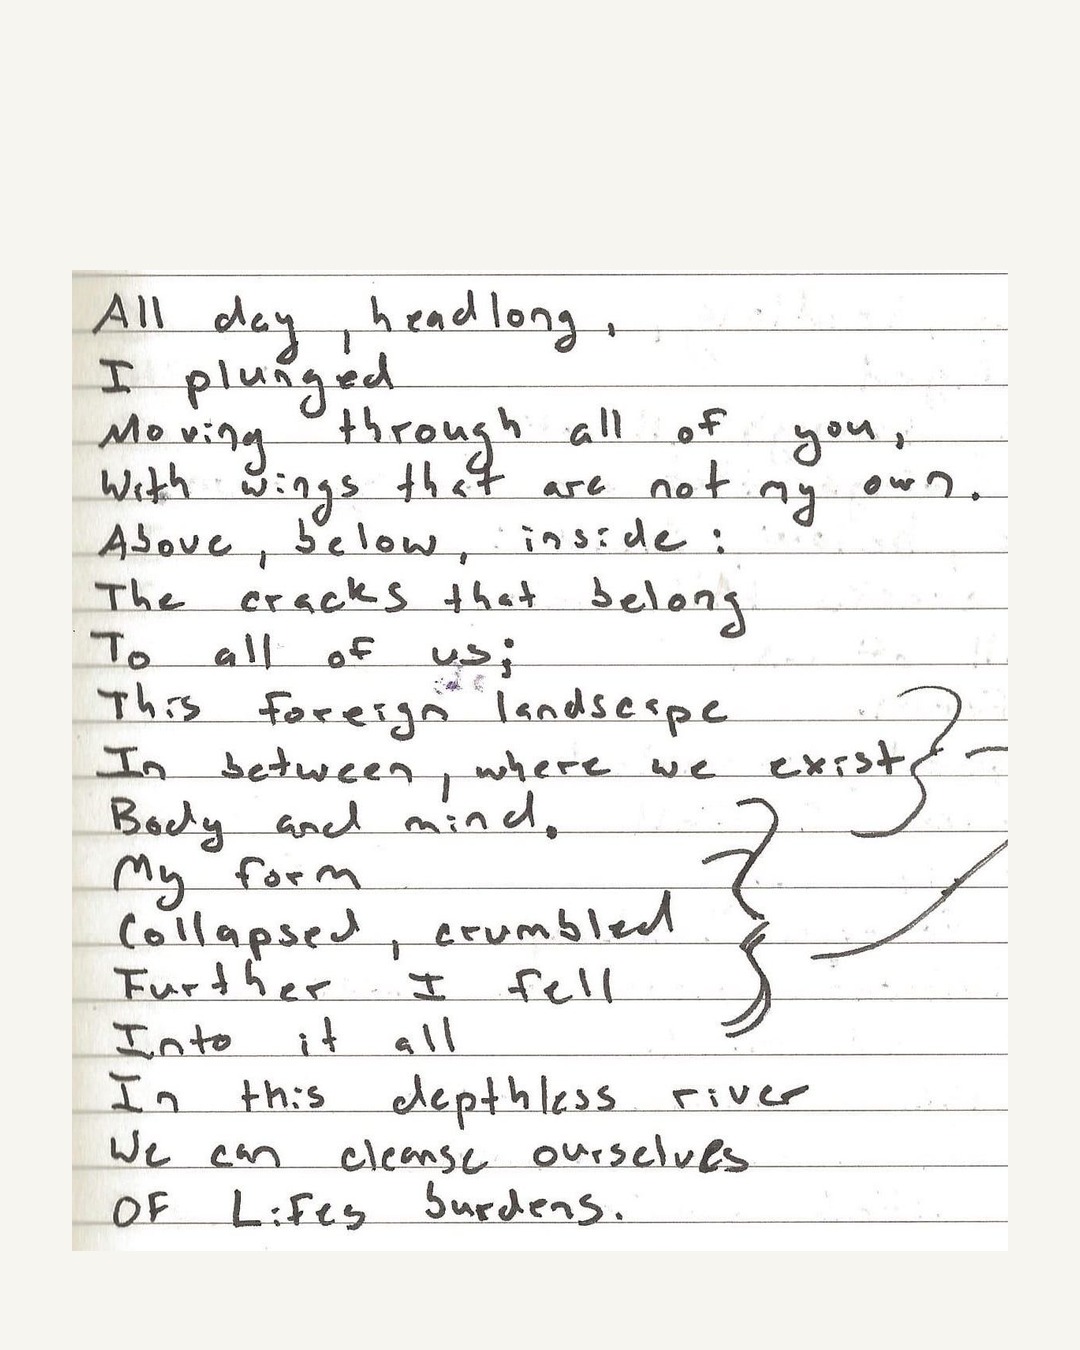 All day, headlong,
I plunged
Moving through all of you,
With wings that are not my own.
Above, below, inside:
The cracks that belong
To all of us;
This foreign landscape
In between, where we exist
Body and mind.
My form
Collapsed, crumbled
Further I fell
Into it all
In this depthless river
We can cleanse ourselves
OF Lifes burdens.